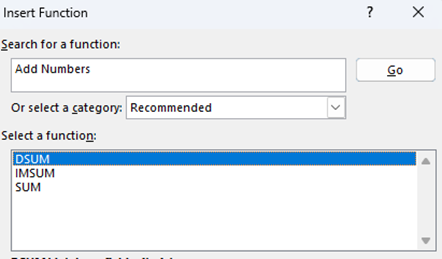 Insert Function
? ×
Search for a function:
Add Numbers
Go
Or select a category: Recommended
Select a function:
DSUM
IMSUM
SUM